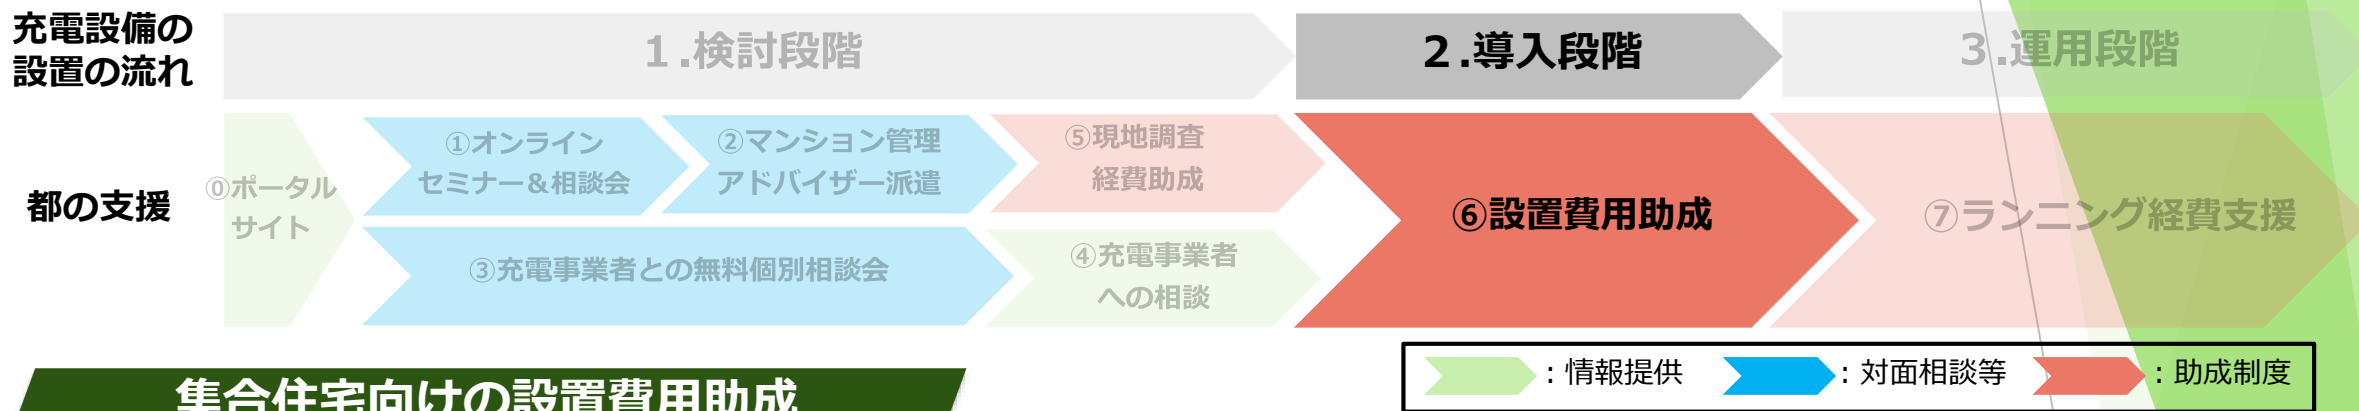 充電設備の
設置の流れ
１.検討段階
２.導入段階
３.運用段階
都の支援
⓪ポータル
サイト
①オンライン
セミナー＆相談会
②マンション管理
アドバイザー派遣
⑤現地調査
経費助成
③充電事業者との無料個別相談会
④充電事業者
への相談
⑥設置費用助成
⑦ランニング経費支援
：情報提供
：対面相談等
：助成制度
集合住宅向けの設置費用助成